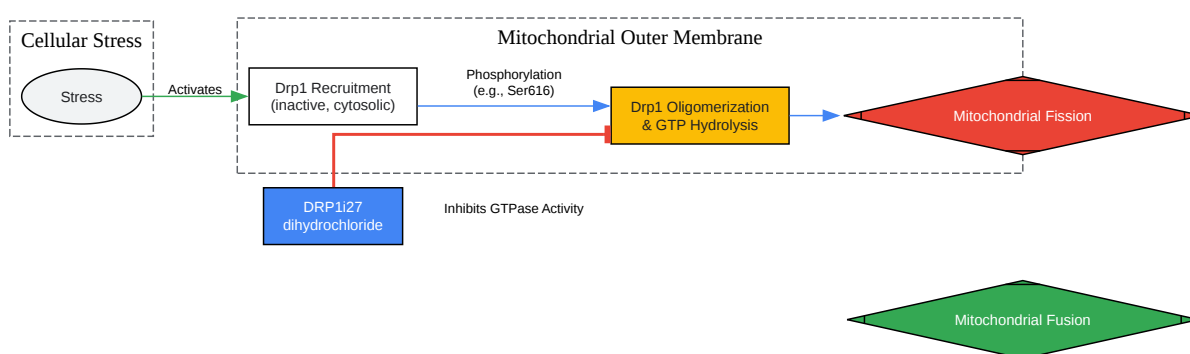 Cellular Stress
Stress
Activates
Mitochondrial Outer Membrane
Drp1 Recruitment
(inactive, cytosolic)
Phosphorylation
(e.g., Ser616)
Drp1 Oligomerization
& GTP Hydrolysis
Mitochondrial Fission
DRP1i27
dihydrochloride
Inhibits GTPase Activity
Mitochondrial Fusion